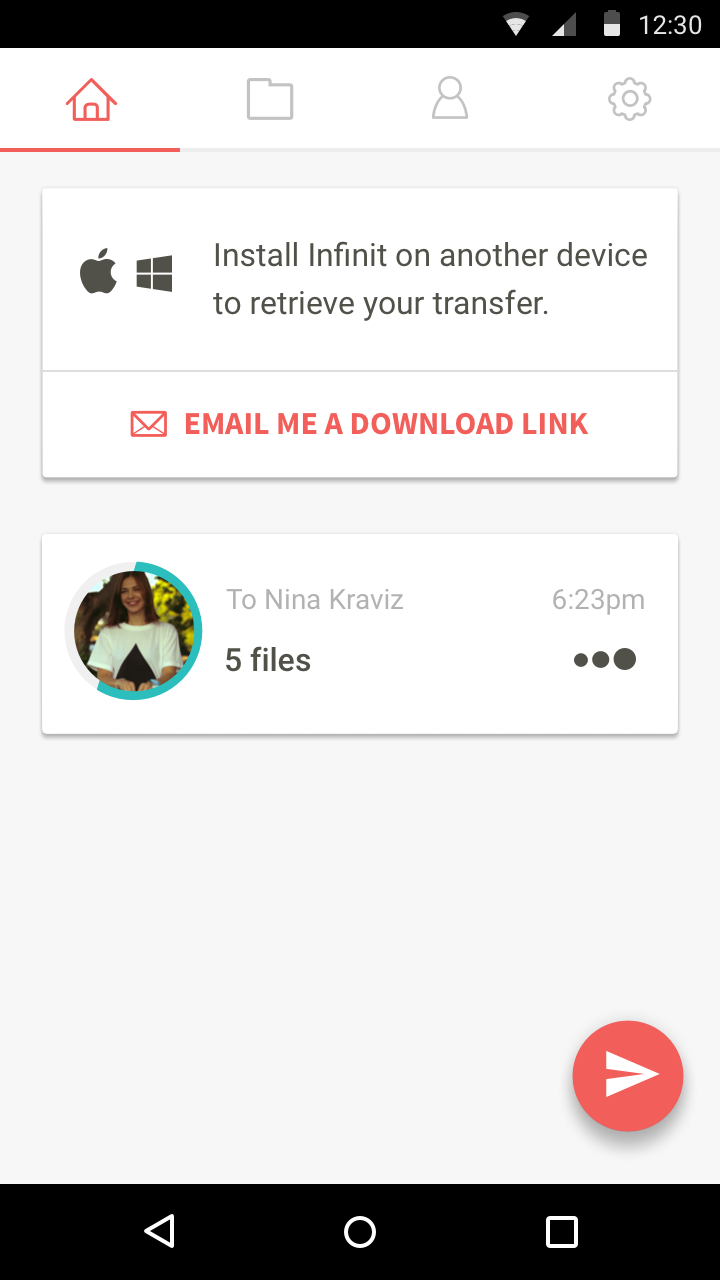 12:30
Install Infinit on another device
to retrieve your transfer.
EMAIL ME A DOWNLOAD LINK
To Nina Kraviz 6:23pm
5 files